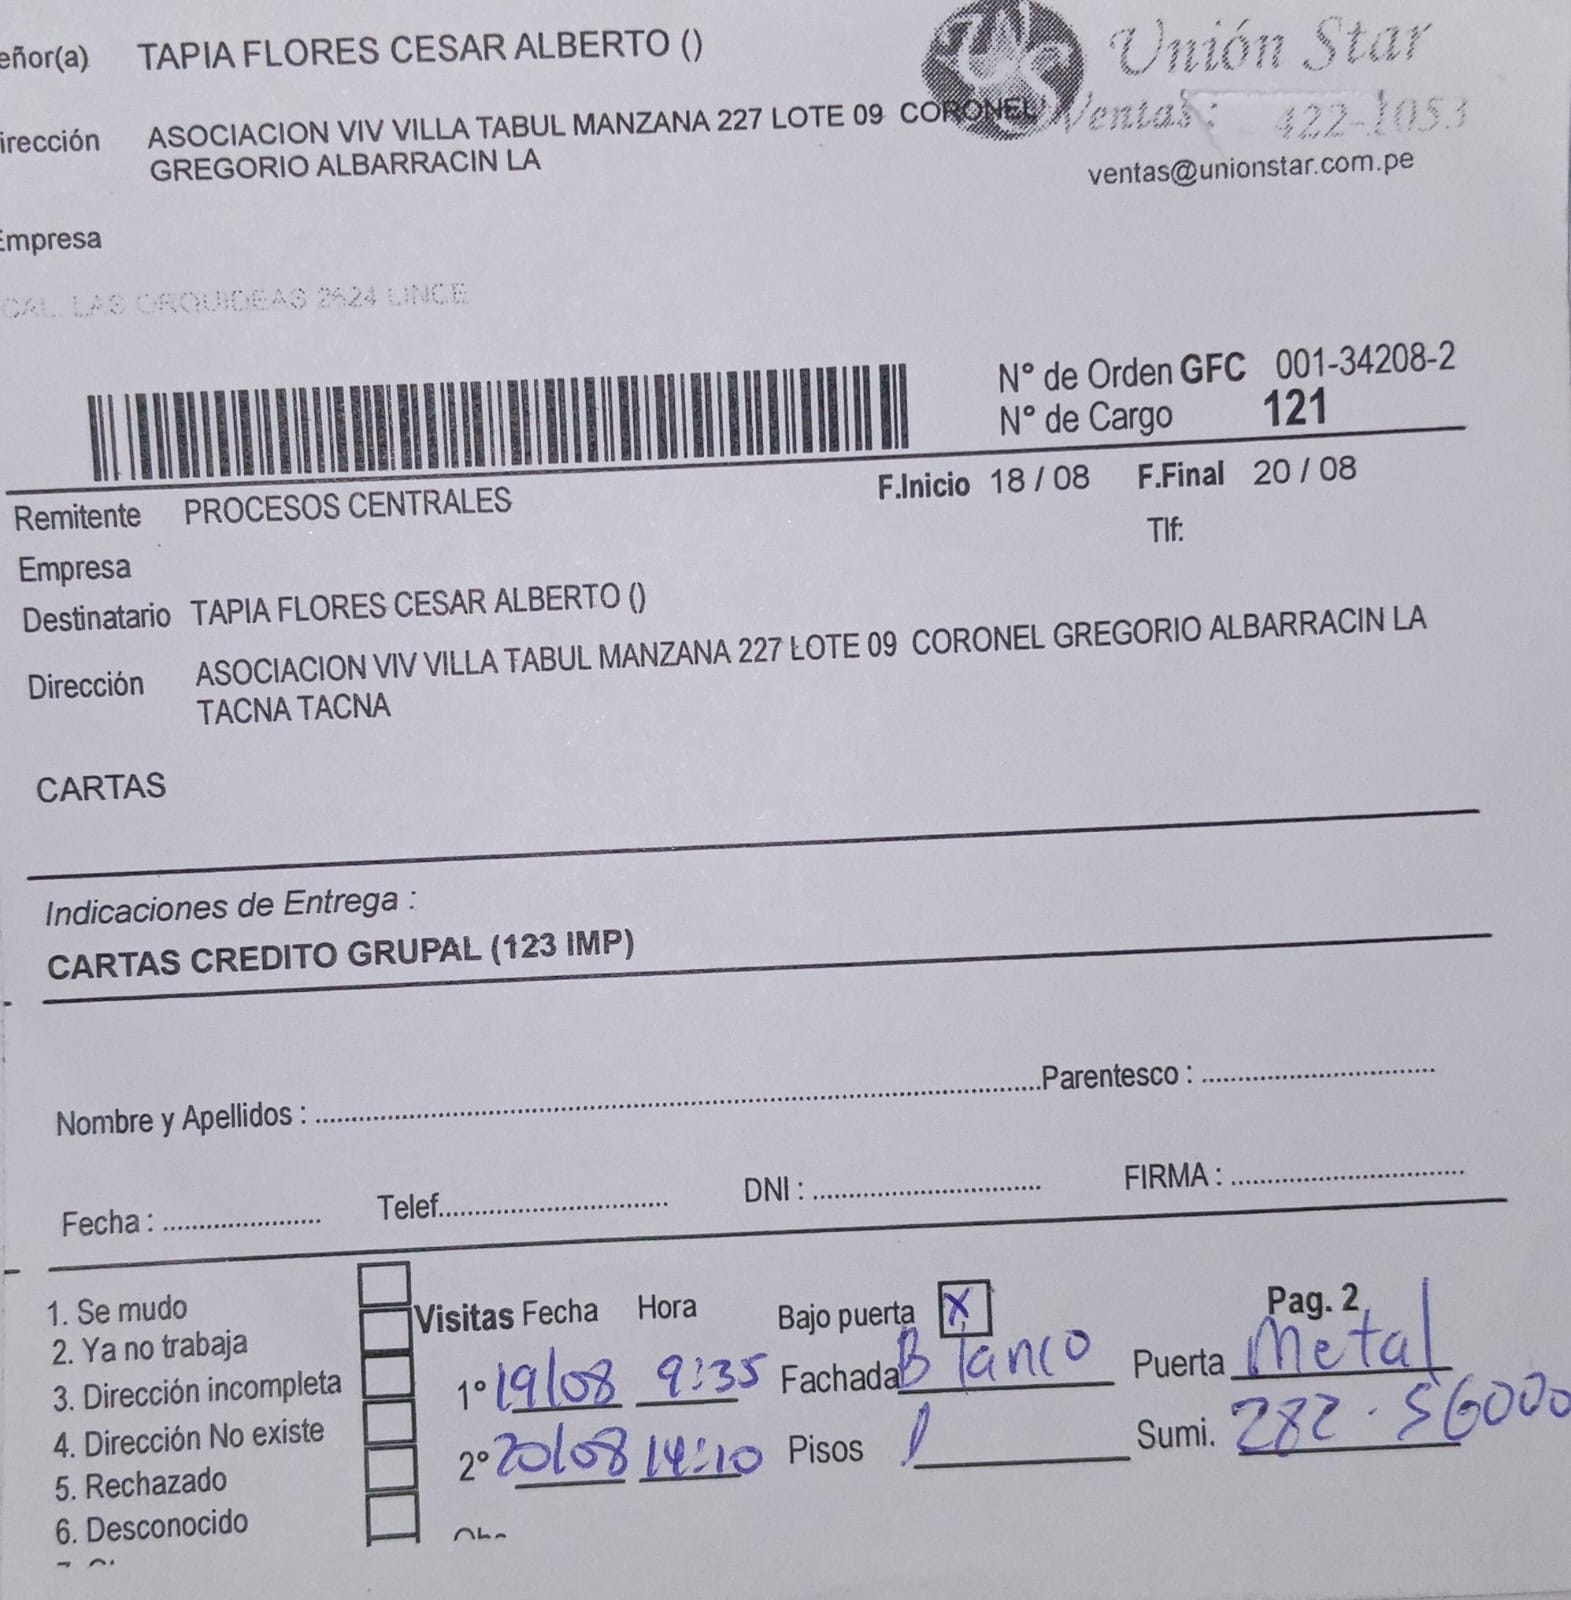 eñor(a) TAPIA FLORES CESAR ALBERTO ()
Unión Star
irección ASOCIACION VIV VILLA TABUL MANZANA 227 LOTE 09 CORONEL
GREGORIO ALBARRACIN LA
Ventas: 422-1053
ventas@unionstar.com.pe
Empresa
CAL. LAS ORQUIDEAS 2624 LINCE
N° de Orden GFC 001-34208-2
N° de Cargo 121
Remitente PROCESOS CENTRALES F.Inicio 18 / 08 F.Final 20 / 08
Tlf:
Empresa
Destinatario TAPIA FLORES CESAR ALBERTO ()
Dirección ASOCIACION VIV VILLA TABUL MANZANA 227 LOTE 09 CORONEL GREGORIO ALBARRACIN LA
TACNA TACNA
CARTAS
Indicaciones de Entrega :
CARTAS CREDITO GRUPAL (123 IMP)
Nombre y Apellidos : Parentesco :
Fecha : Telef. DNI : FIRMA :
1. Se mudo
2. Ya no trabaja
3. Dirección incompleta
4. Dirección No existe
5. Rechazado
6. Desconocido
Visitas Fecha Hora Bajo puerta X Pag. 2
1° 19/08 9:35 Fachada Blanco Puerta Metal
2° 20/08 14:10 Pisos 1 Sumi. 282-56000